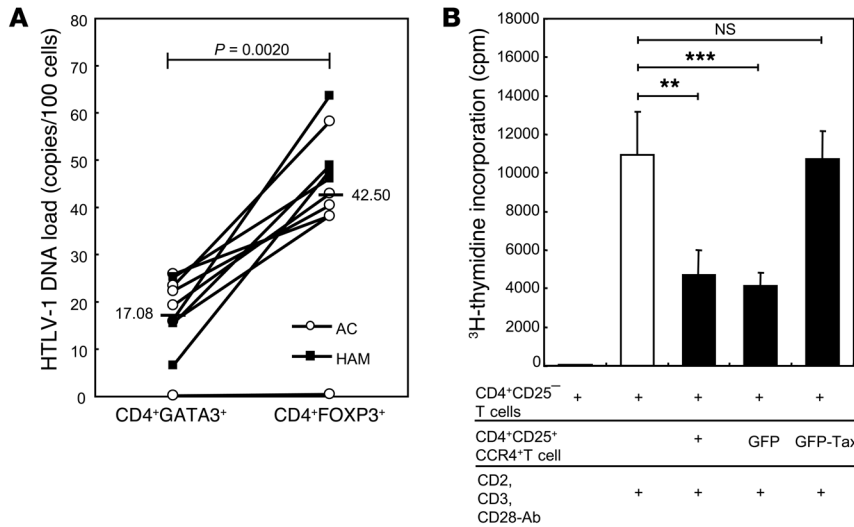 A
HTLV-1 DNA load (copies/100 cells)
80
70
60
50
40
30
20
10
0
P = 0.0020
42.50
17.08
AC
HAM
CD4⁺GATA3⁺
CD4⁺FOXP3⁺
B
³H-thymidine incorporation (cpm)
18000
16000
14000
12000
10000
8000
6000
4000
2000
0
NS
***
**
CD4⁺CD25⁻
T cells
+ + + + +
CD4⁺CD25⁺
CCR4⁺T cell
+ GFP GFP-Tax
CD2,
CD3,
CD28-Ab
+ + + +